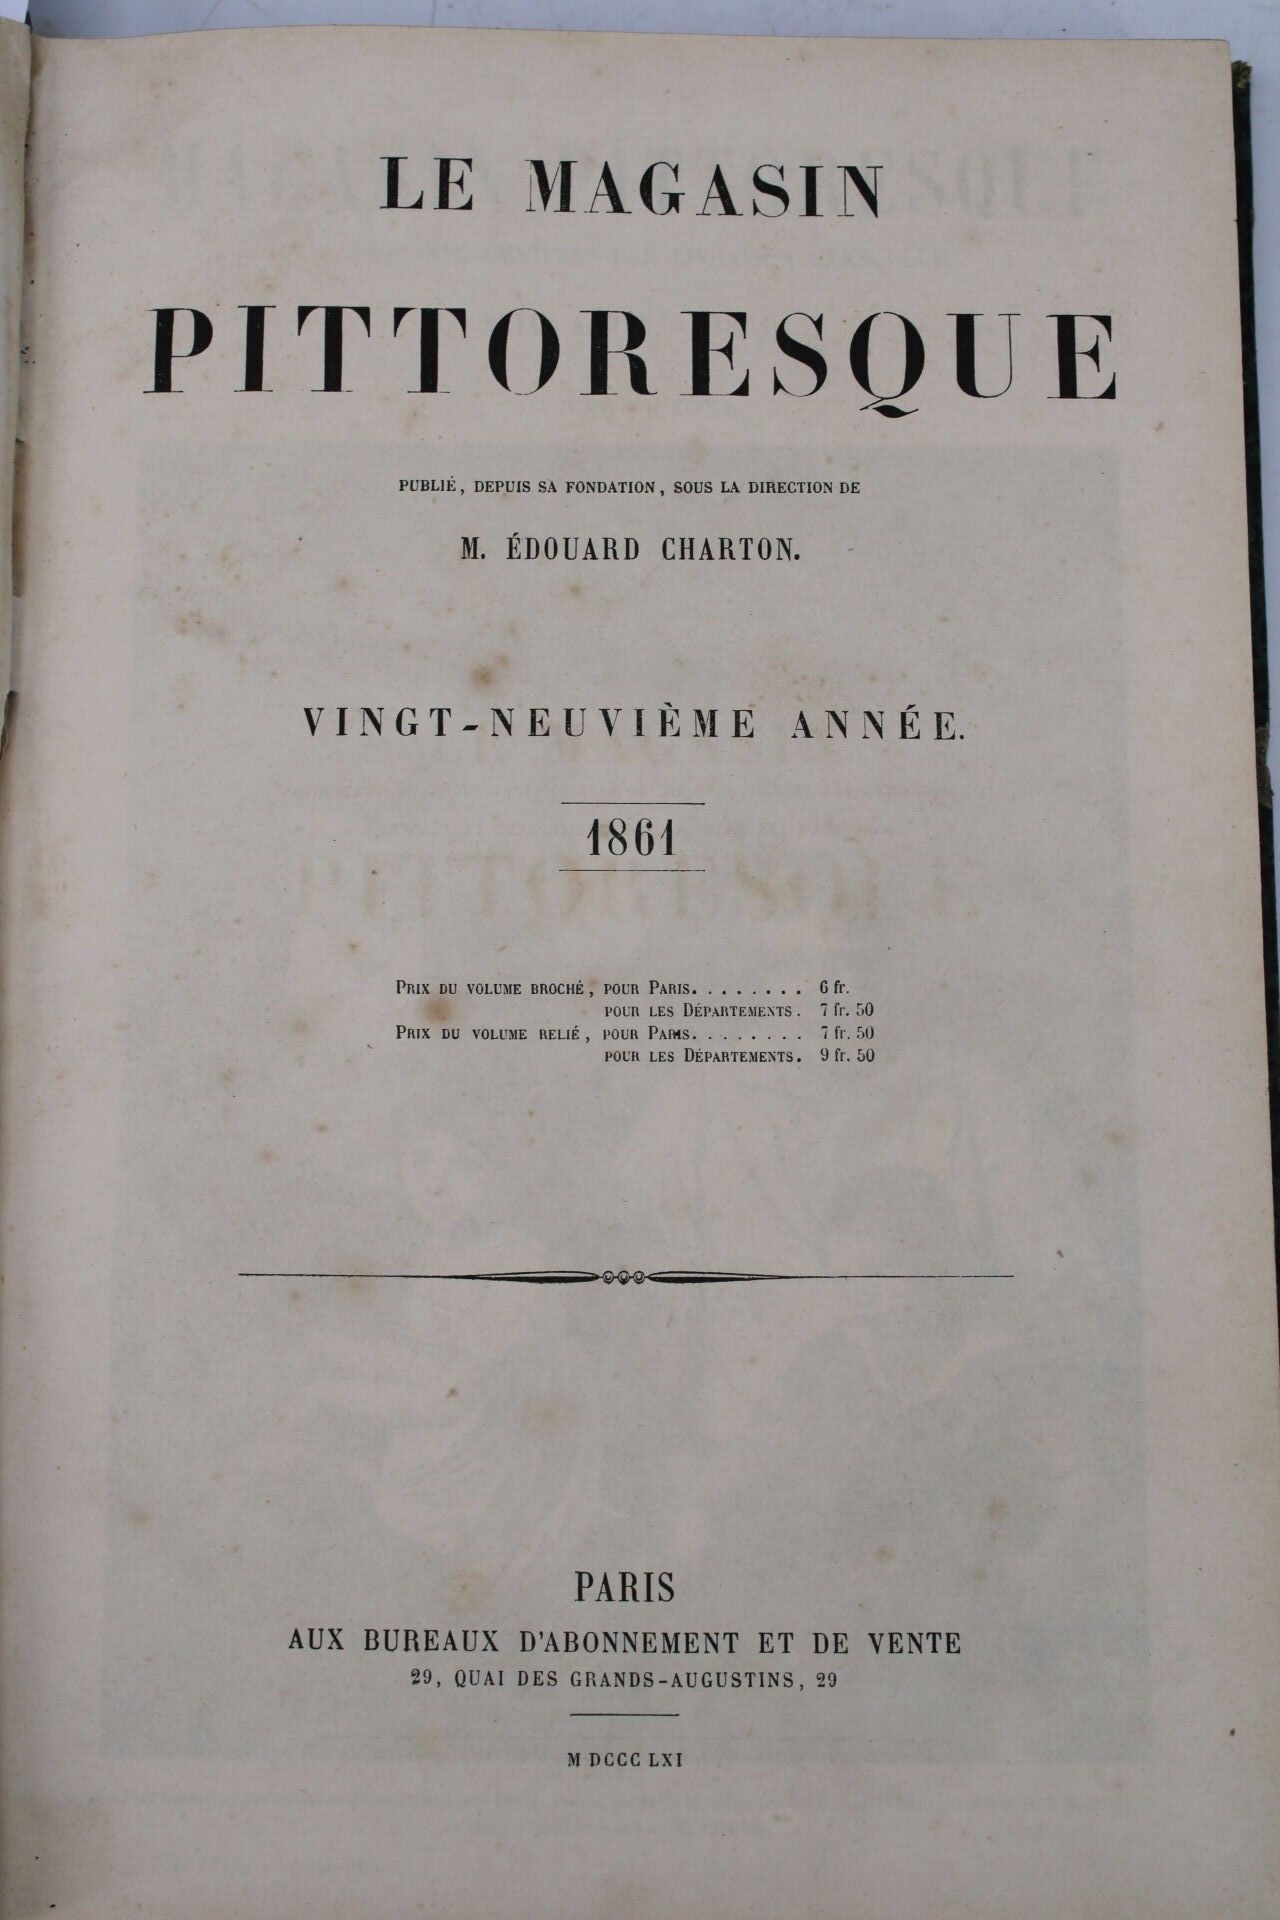 LE MAGASIN
PITTORESQUE
PUBLIÉ, DEPUIS SA FONDATION, SOUS LA DIRECTION DE
M. ÉDOUARD CHARTON.
VINGT-NEUVIÈME ANNÉE.
1861
PRIX DU VOLUME BROCHÉ, POUR PARIS. . . . . . . . 6 fr.
POUR LES DÉPARTEMENTS. 7 fr. 50
PRIX DU VOLUME RELIÉ, POUR PARIS. . . . . . . . 7 fr. 50
POUR LES DÉPARTEMENTS. 9 fr. 50
PARIS
AUX BUREAUX D'ABONNEMENT ET DE VENTE
29, QUAI DES GRANDS-AUGUSTINS, 29
M DCCC LXI